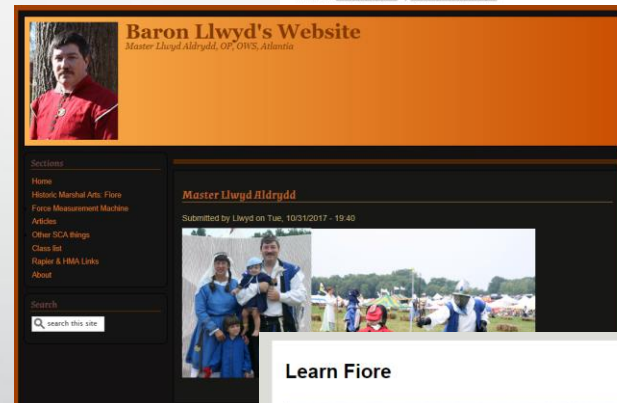 Baron Llwyd's Website
Master Llwyd Aldrydd, OP, OWS, Atlantia
Sections
Home
Historic Marshal Arts: Fiore
Force Measurement Machine
Articles
Other SCA things
Class list
Rapier & HMA Links
About
Search
search this site
Master Llwyd Aldrydd
Submitted by Llwyd on Tue, 10/31/2017 - 19:40
Learn Fiore